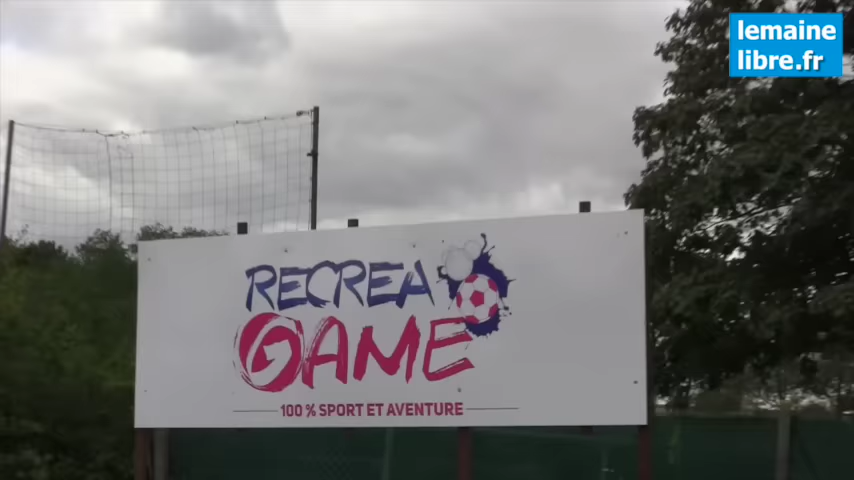 lemaine
libre.fr
RECREA
GAME
100 % SPORT ET AVENTURE